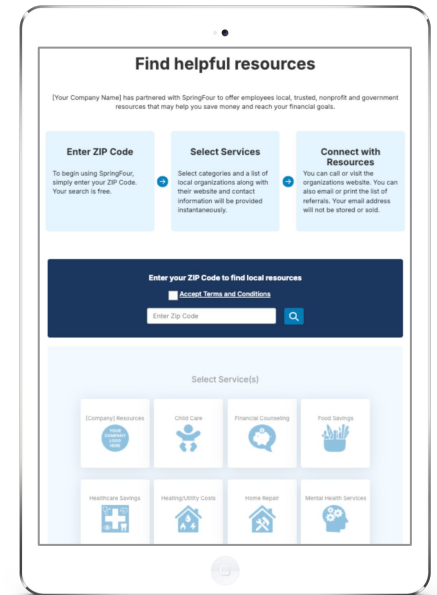 Find helpful resources
[Your Company Name] has partnered with SpringFour to offer employees local, trusted, nonprofit and government
resources that may help you save money and reach your financial goals.
Enter ZIP Code
To begin using SpringFour,
simply enter your ZIP Code.
Your search is free.
Select Services
Select categories and a list of
local organizations along with
their website and contact
information will be provided
instantaneously.
Connect with
Resources
You can call or visit the
organizations website. You can
also email or print the list of
referrals. Your email address
will not be stored or sold.
Enter your ZIP Code to find local resources
Accept Terms and Conditions
Enter Zip Code
Select Service(s)
[Company] Resources
YOUR
COMPANY
LOGO
HERE
Child Care
Financial Counseling
Food Savings
Healthcare Savings
Heating/Utility Costs
Home Repair
Mental Health Services